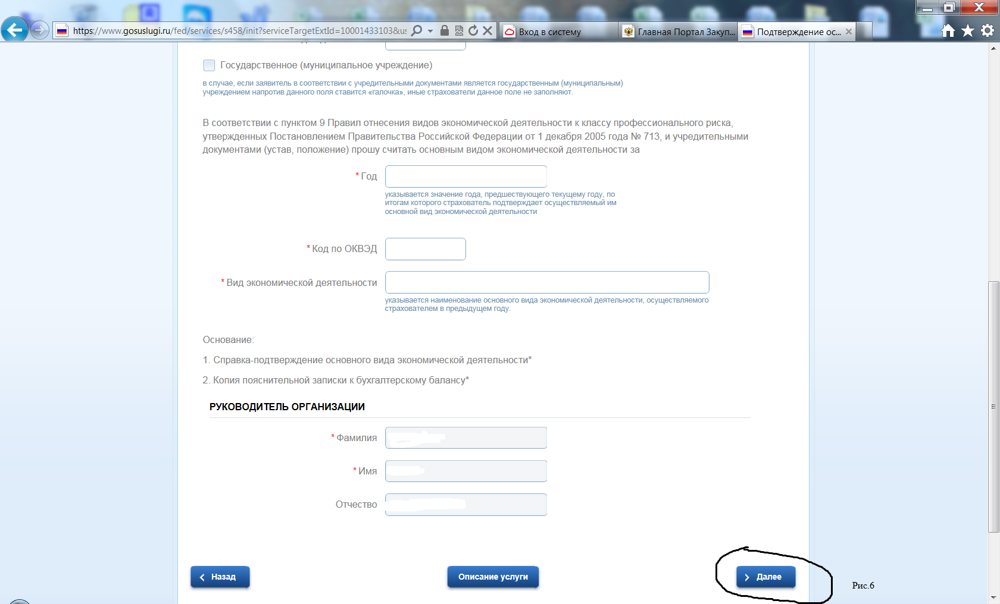 https://www.gosuslugi.ru/fed/services/s458/init?serviceTargetExtId=10001433103&us
Вход в систему
Главная Портал Закуп...
Подтверждение ос...
Государственное (муниципальное учреждение)
в случае, если заявитель в соответствии с учредительными документами является государственным (муниципальным)
учреждением напротив данного поля ставится «галочка», иные страхователи данное поле не заполняют.
В соответствии с пунктом 9 Правил отнесения видов экономической деятельности к классу профессионального риска,
утвержденных Постановлением Правительства Российской Федерации от 1 декабря 2005 года № 713, и учредительными
документами (устав, положение) прошу считать основным видом экономической деятельности за
* Год
указывается значение года, предшествующего текущему году, по
итогам которого страхователь подтверждает осуществляемый им
основной вид экономической деятельности
* Код по ОКВЭД
* Вид экономической деятельности
указывается наименование основного вида экономической деятельности, осуществляемого
страхователем в предыдущем году.
Основание:
1. Справка-подтверждение основного вида экономической деятельности*
2. Копия пояснительной записки к бухгалтерскому балансу*
РУКОВОДИТЕЛЬ ОРГАНИЗАЦИИ
* Фамилия
* Имя
Отчество
Назад
Описание услуги
Далее
Рис.6